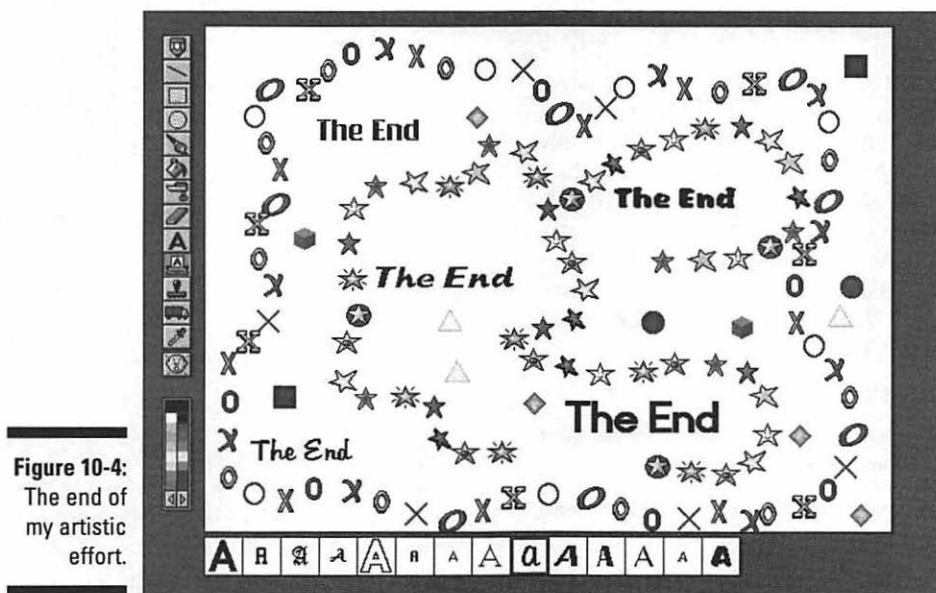 The End
The End
The End
The End
The End
Figure 10-4:
The end of
my artistic
effort.
A A A A A A A A a A A A A A